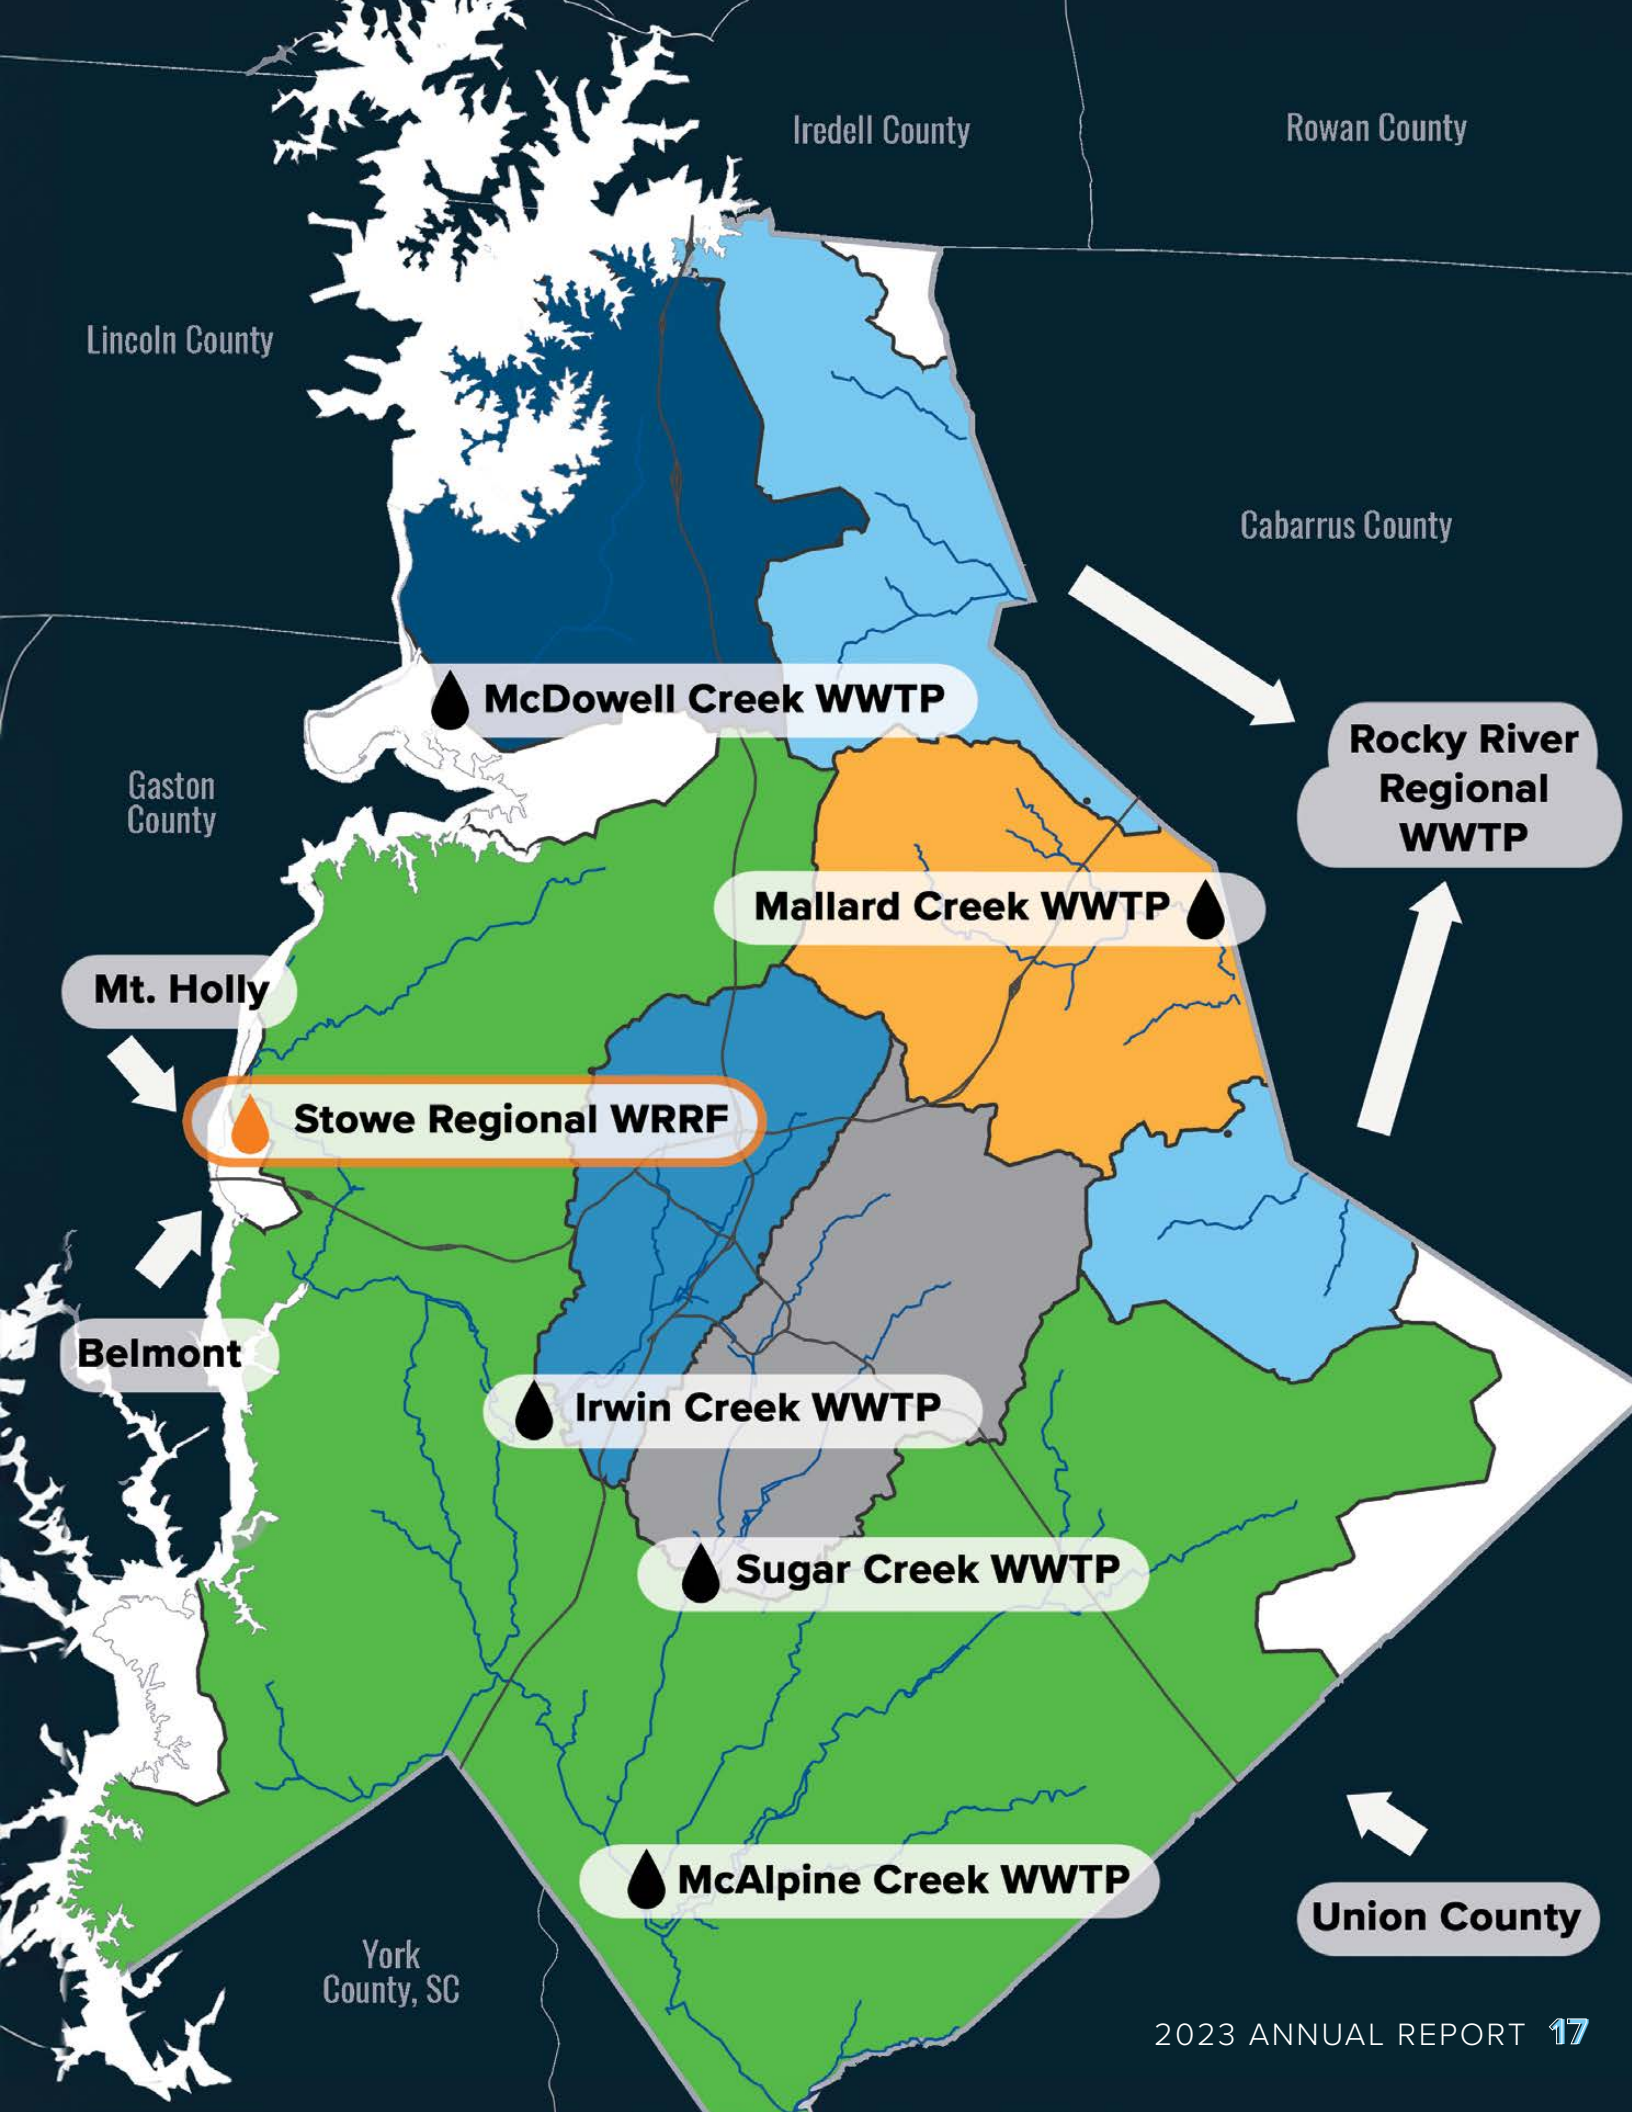 Iredell County
Rowan County
Lincoln County
Cabarrus County
McDowell Creek WWTP
Rocky River
Regional
WWTP
Gaston
County
Mallard Creek WWTP
Mt. Holly
Stowe Regional WRRF
Belmont
Irwin Creek WWTP
Sugar Creek WWTP
McAlpine Creek WWTP
Union County
York
County, SC
2023 ANNUAL REPORT 17